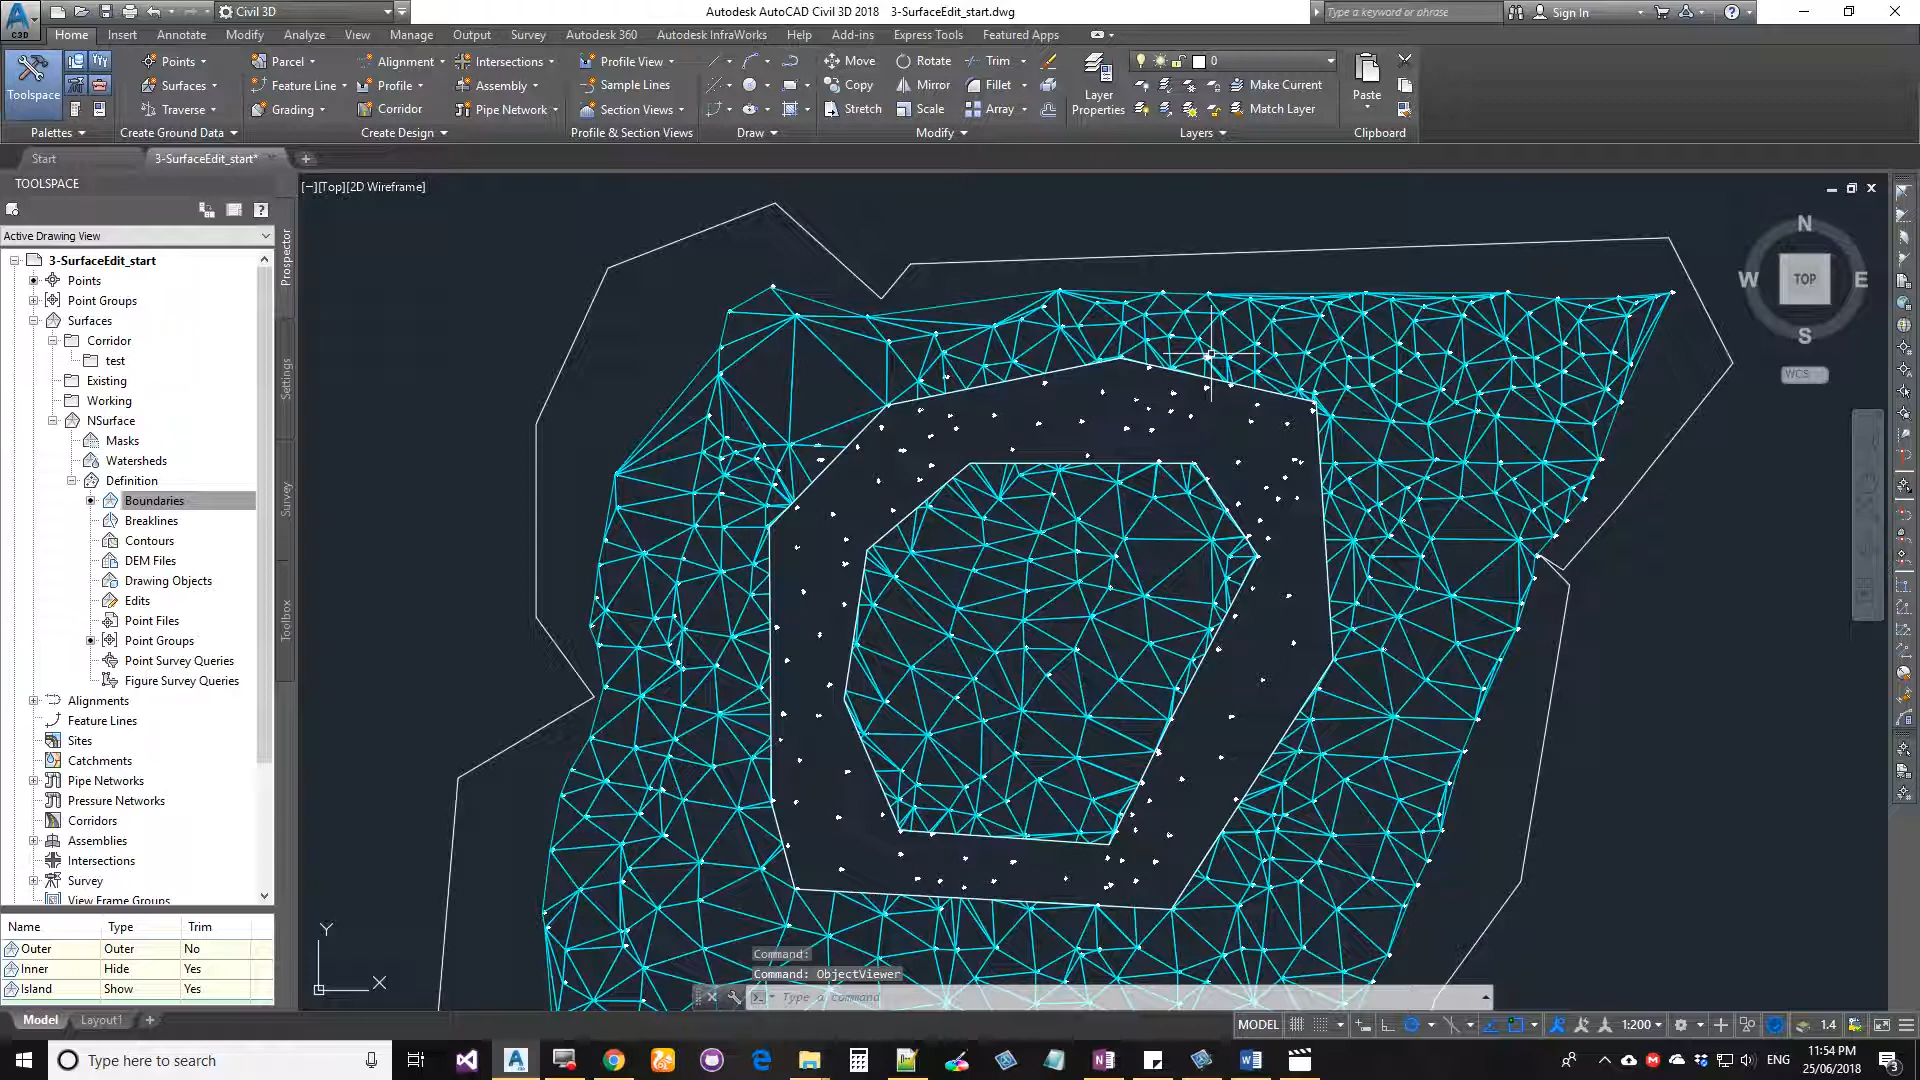 Civil 3D
Autodesk AutoCAD Civil 3D 2018 3-SurfaceEdit_start.dwg
Type a keyword or phrase
Sign In
C3D
Home Insert Annotate Analyze View Manage Output Survey Autodesk 360 Autodesk InfraWorks Help Add-ins Express Tools Featured Apps
Toolspace
Points Parcel Alignment Intersections Profile View Move Rotate Trim 0
Surfaces Feature Line Profile Assembly Sample Lines Copy Mirror Fillet Make Current
Traverse Grading Corridor Pipe Network Section Views Stretch Scale Array Match Layer
Layer Properties
Paste
Palettes Create Ground Data Create Design Profile & Section Views Draw Modify Layers Clipboard
Start 3-SurfaceEdit_start*
TOOLSPACE
[−][Top][2D Wireframe]
Active Drawing View
3-SurfaceEdit_start
Points
Point Groups
Surfaces
Corridor
test
Existing
Working
NSurface
Masks
Watersheds
Definition
Boundaries
Breaklines
Contours
DEM Files
Drawing Objects
Edits
Point Files
Point Groups
Point Survey Queries
Figure Survey Queries
Alignments
Feature Lines
Sites
Catchments
Pipe Networks
Pressure Networks
Corridors
Assemblies
Intersections
Survey
View Frame Groups
Prospector
Settings
Survey
Toolbox
Name Type Trim
Outer Outer No
Inner Hide Yes
Island Show Yes
N
W TOP E
S
WCS
Y
X
Command:
Command: ObjectViewer
Type a command
Model Layout1
MODEL 1:200 1.4
Type here to search
ENG
11:54 PM
25/06/2018
3